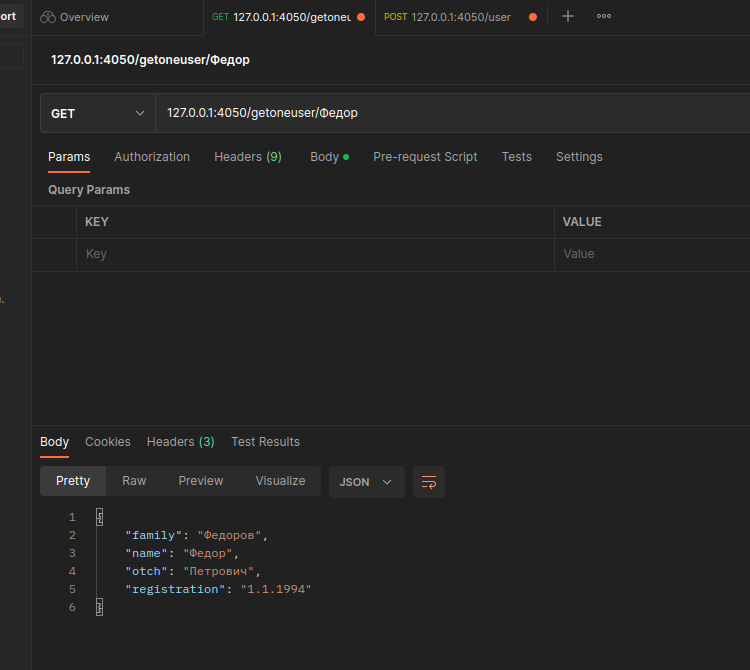 ort
Overview
GET 127.0.0.1:4050/getoneu
POST 127.0.0.1:4050/user
127.0.0.1:4050/getoneuser/Федор
GET
127.0.0.1:4050/getoneuser/Федор
Params Authorization Headers (9) Body Pre-request Script Tests Settings
Query Params
KEY VALUE
Key Value
Body Cookies Headers (3) Test Results
Pretty Raw Preview Visualize JSON
1 {
2 "family": "Федоров",
3 "name": "Федор",
4 "otch": "Петрович",
5 "registration": "1.1.1994"
6 }